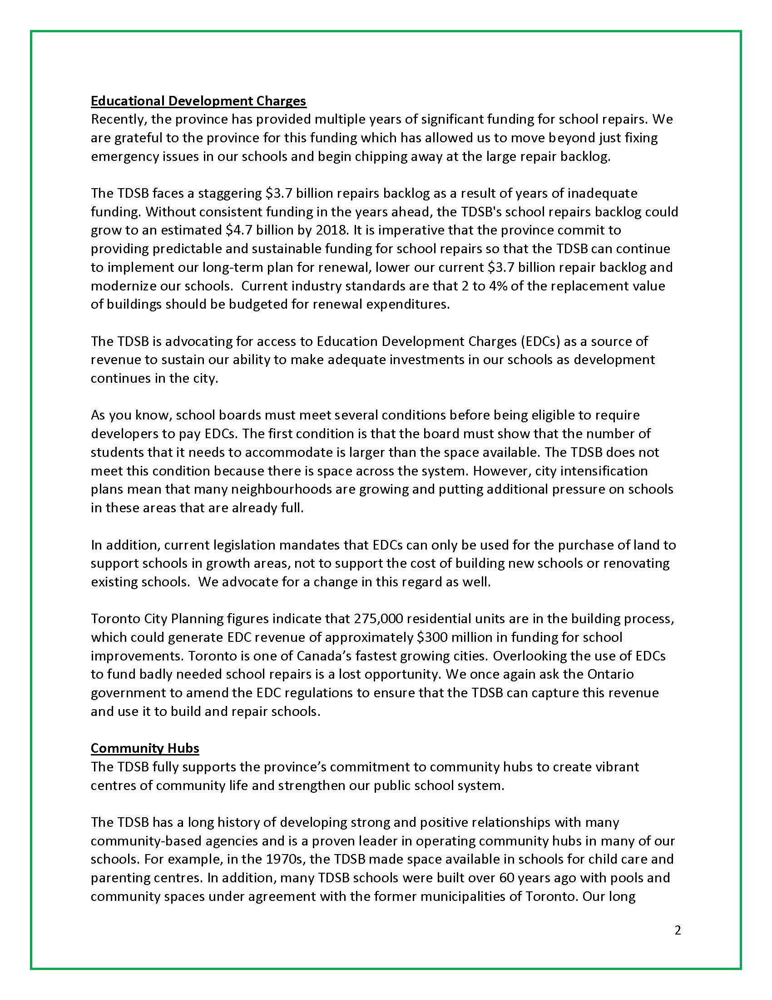 Educational Development Charges
Recently, the province has provided multiple years of significant funding for school repairs. We
are grateful to the province for this funding which has allowed us to move beyond just fixing
emergency issues in our schools and begin chipping away at the large repair backlog.
The TDSB faces a staggering $3.7 billion repairs backlog as a result of years of inadequate
funding. Without consistent funding in the years ahead, the TDSB's school repairs backlog could
grow to an estimated $4.7 billion by 2018. It is imperative that the province commit to
providing predictable and sustainable funding for school repairs so that the TDSB can continue
to implement our long-term plan for renewal, lower our current $3.7 billion repair backlog and
modernize our schools.  Current industry standards are that 2 to 4% of the replacement value
of buildings should be budgeted for renewal expenditures.
The TDSB is advocating for access to Education Development Charges (EDCs) as a source of
revenue to sustain our ability to make adequate investments in our schools as development
continues in the city.
As you know, school boards must meet several conditions before being eligible to require
developers to pay EDCs. The first condition is that the board must show that the number of
students that it needs to accommodate is larger than the space available. The TDSB does not
meet this condition because there is space across the system. However, city intensification
plans mean that many neighbourhoods are growing and putting additional pressure on schools
in these areas that are already full.
In addition, current legislation mandates that EDCs can only be used for the purchase of land to
support schools in growth areas, not to support the cost of building new schools or renovating
existing schools.  We advocate for a change in this regard as well.
Toronto City Planning figures indicate that 275,000 residential units are in the building process,
which could generate EDC revenue of approximately $300 million in funding for school
improvements. Toronto is one of Canada’s fastest growing cities. Overlooking the use of EDCs
to fund badly needed school repairs is a lost opportunity. We once again ask the Ontario
government to amend the EDC regulations to ensure that the TDSB can capture this revenue
and use it to build and repair schools.
Community Hubs
The TDSB fully supports the province’s commitment to community hubs to create vibrant
centres of community life and strengthen our public school system.
The TDSB has a long history of developing strong and positive relationships with many
community-based agencies and is a proven leader in operating community hubs in many of our
schools. For example, in the 1970s, the TDSB made space available in schools for child care and
parenting centres. In addition, many TDSB schools were built over 60 years ago with pools and
community spaces under agreement with the former municipalities of Toronto. Our long
2